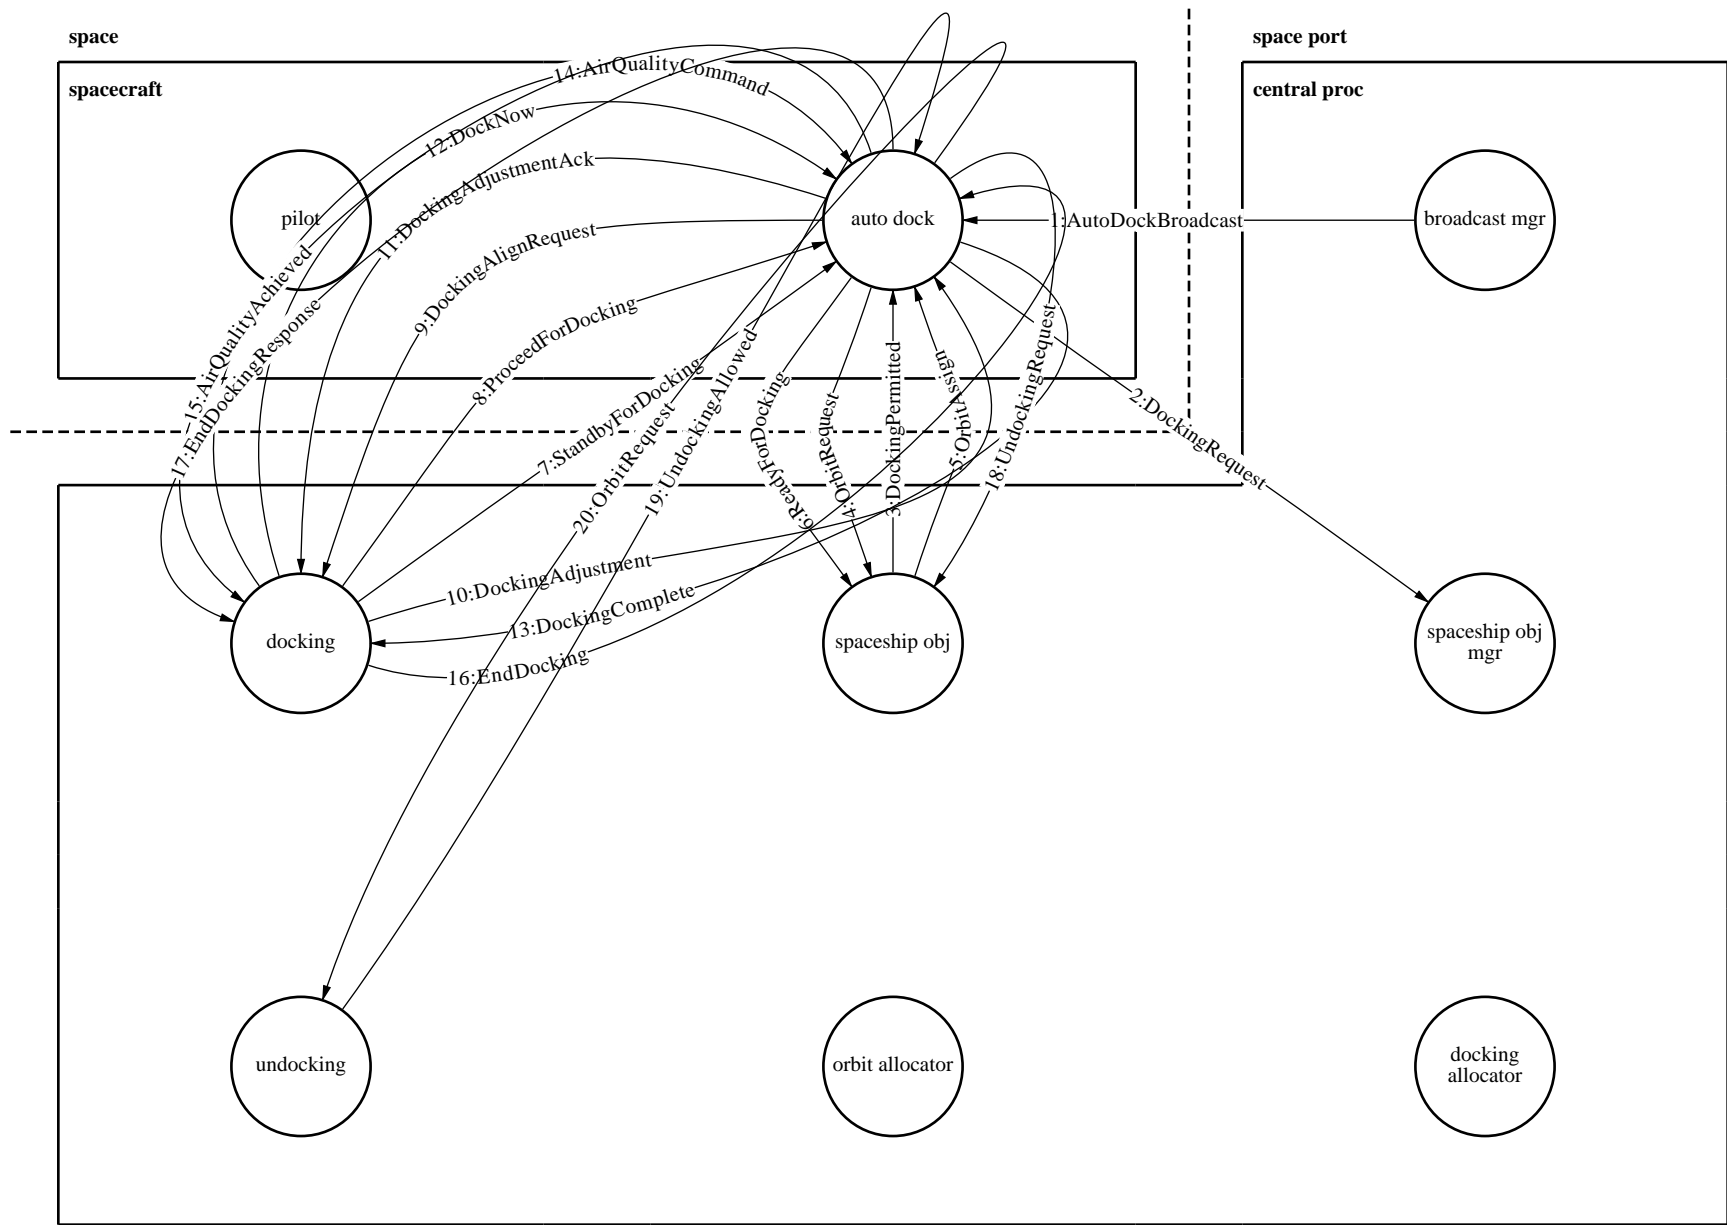 space
space port
spacecraft
central proc
14:AirQualityCommand
12:DockNow
11:DockingAdjustmentAck
pilot
auto dock
1:AutoDockBroadcast
broadcast mgr
9:DockingAlignRequest
15:AirQualityAchieved
17:EndDockingResponse
8:ProceedForDocking
7:StandbyForDocking
20:OrbitRequest
19:UndockingAllowed
6:ReadyForDocking
4:OrbitRequest
3:DockingPermitted
5:OrbitAssign
18:UndockingRequest
2:DockingRequest
10:DockingAdjustment
13:DockingComplete
16:EndDocking
docking
spaceship obj
spaceship obj
mgr
undocking
orbit allocator
docking
allocator